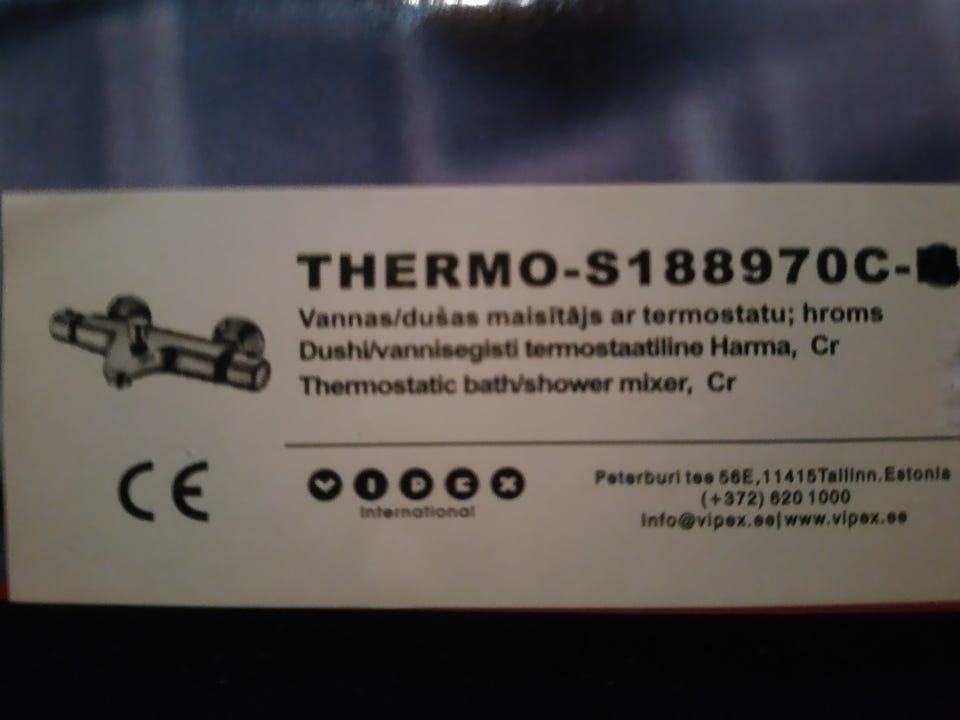 THERMO-S188970C-
Vannas/dušas maisītājs ar termostatu; hroms
Dushi/vannisegisti termostaatiline Harma, Cr
Thermostatic bath/shower mixer, Cr
CE
VIPEX
International
Peterburi tee 56E,11415Tallinn.Estonia
(+372) 620 1000
info@vipex.ee|www.vipex.ee